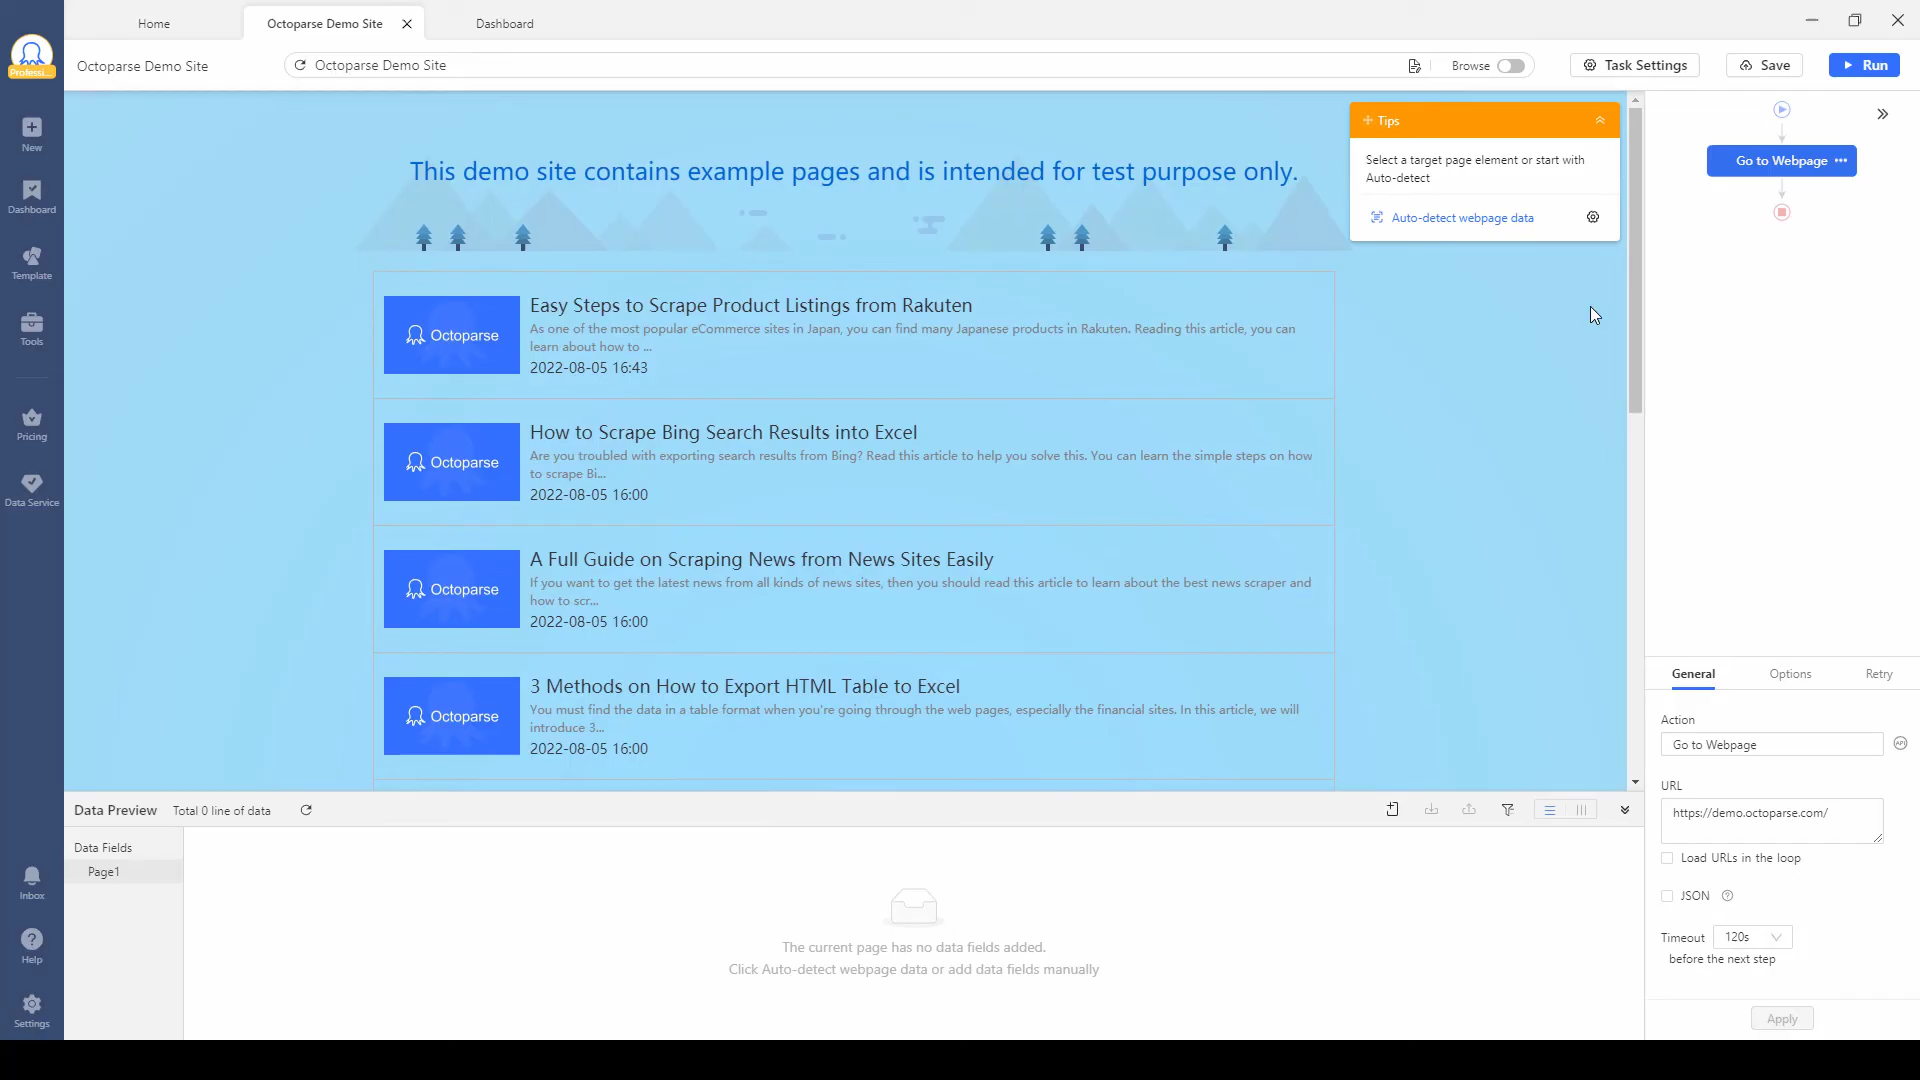 Home
Octoparse Demo Site
Dashboard
Professi...
Octoparse Demo Site
Octoparse Demo Site
Browse
Task Settings
Save
Run
New
Dashboard
Template
Tools
Pricing
Data Service
Inbox
Help
Settings
This demo site contains example pages and is intended for test purpose only.
Tips
Select a target page element or start with
Auto-detect
Auto-detect webpage data
Octoparse
Easy Steps to Scrape Product Listings from Rakuten
As one of the most popular eCommerce sites in Japan, you can find many Japanese products in Rakuten. Reading this article, you can
learn about how to ...
2022-08-05 16:43
Octoparse
How to Scrape Bing Search Results into Excel
Are you troubled with exporting search results from Bing? Read this article to help you solve this. You can learn the simple steps on how
to scrape Bi...
2022-08-05 16:00
Octoparse
A Full Guide on Scraping News from News Sites Easily
If you want to get the latest news from all kinds of news sites, then you should read this article to learn about the best news scraper and
how to scr...
2022-08-05 16:00
Octoparse
3 Methods on How to Export HTML Table to Excel
You must find the data in a table format when you're going through the web pages, especially the financial sites. In this article, we will
introduce 3...
2022-08-05 16:00
Go to Webpage
General
Options
Retry
Action
Go to Webpage
API
URL
https://demo.octoparse.com/
Load URLs in the loop
JSON
Timeout
120s
before the next step
Apply
Data Preview
Total 0 line of data
Data Fields
Page1
The current page has no data fields added.
Click Auto-detect webpage data or add data fields manually